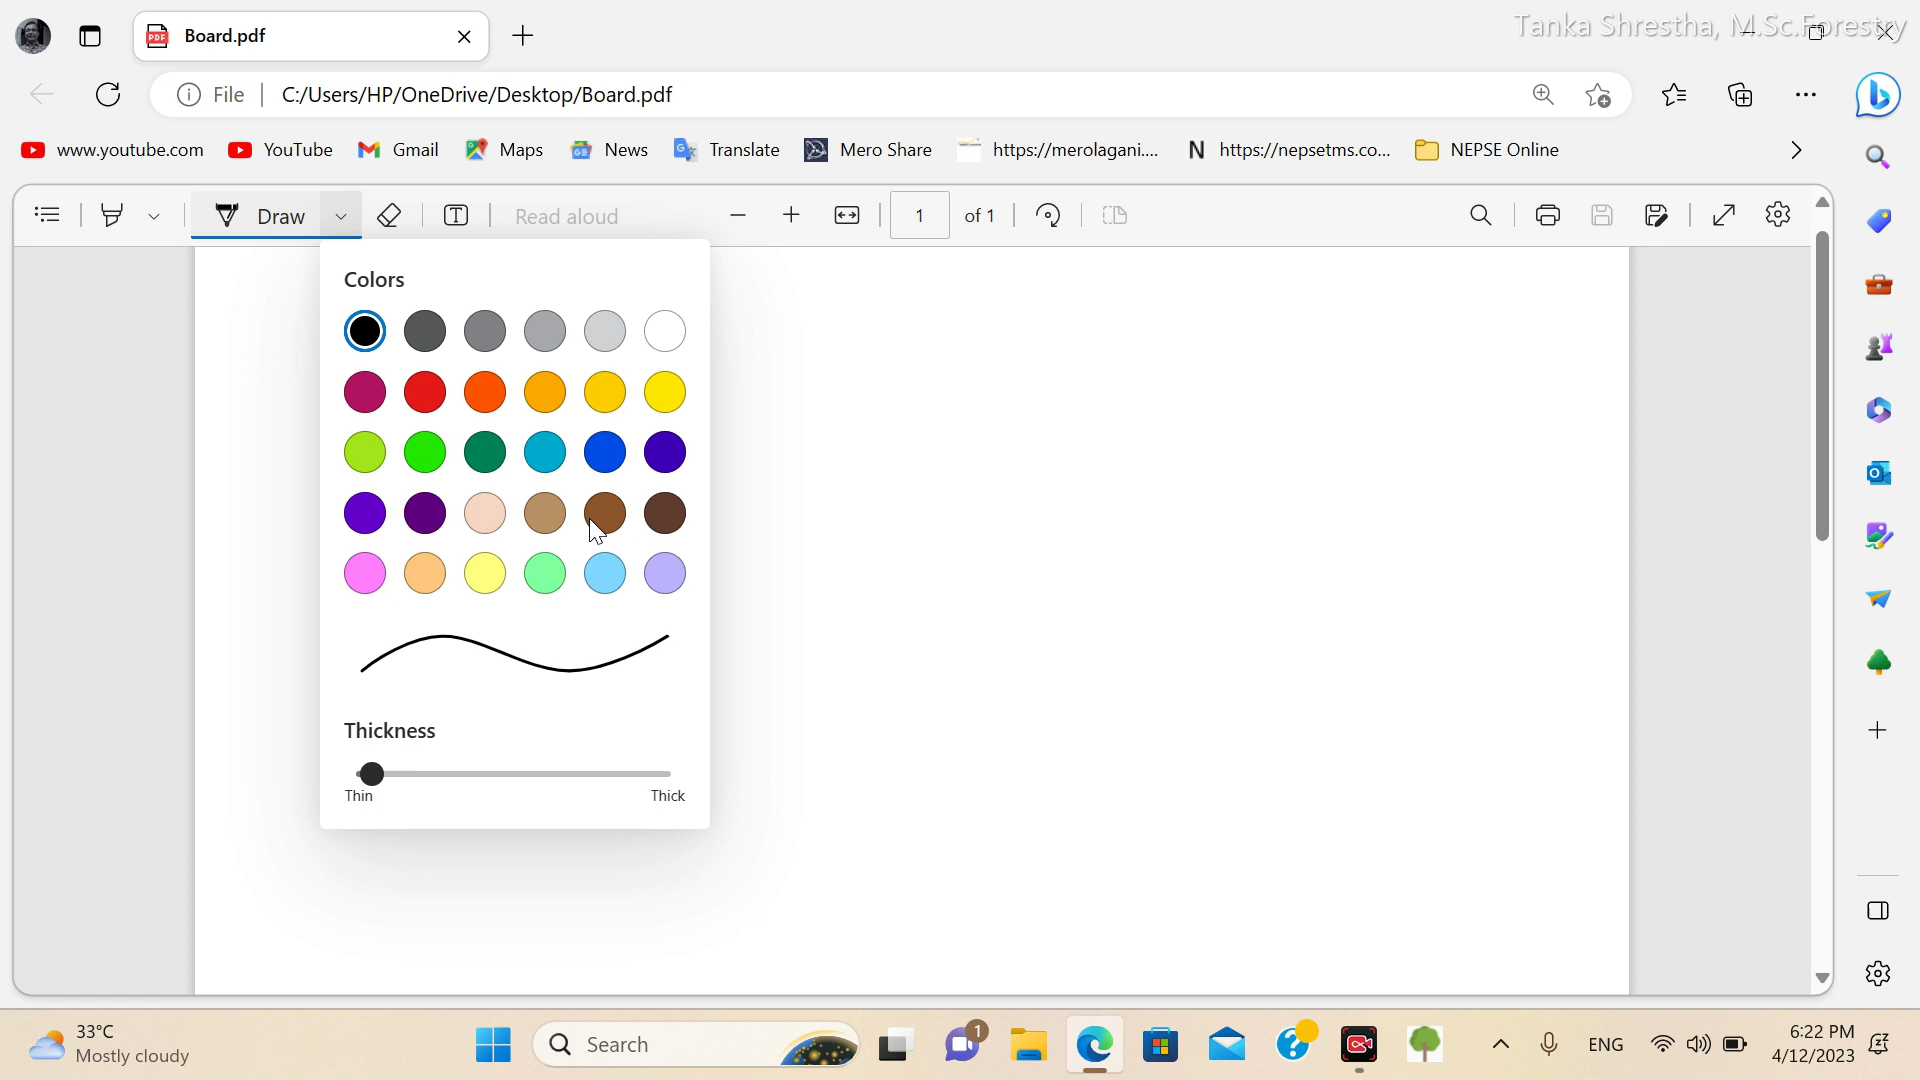 Board.pdf
Tanka Shrestha, M.Sc.Forestry
File
C:/Users/HP/OneDrive/Desktop/Board.pdf
www.youtube.com
YouTube
Gmail
Maps
News
Translate
Mero Share
https://merolagani....
N https://nepsetms.co...
NEPSE Online
Draw
Read aloud
1 of 1
Colors
Thickness
Thin
Thick
33°C
Mostly cloudy
Search
1
ENG
6:22 PM
4/12/2023